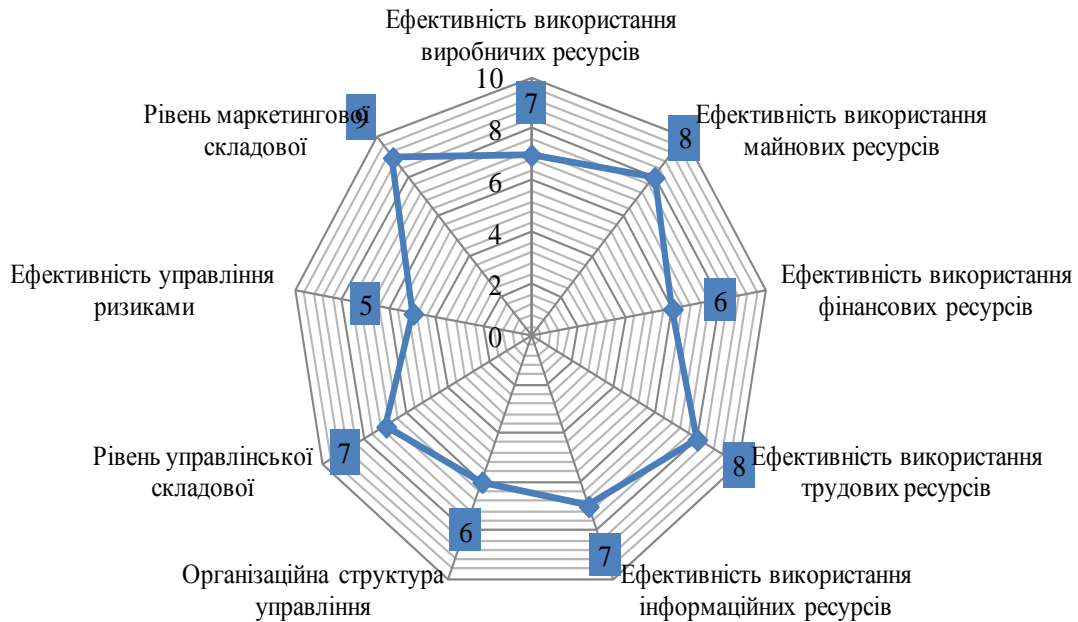 Ефективність використання
виробничих ресурсів
10
8
6
4
2
0
7
Ефективність використання
майнових ресурсів
8
Ефективність використання
фінансових ресурсів
6
Ефективність використання
трудових ресурсів
8
Ефективність використання
інформаційних ресурсів
7
Організаційна структура
управління
6
Рівень управлінської
складової
7
Ефективність управління
ризиками
5
Рівень маркетингової
складової
9